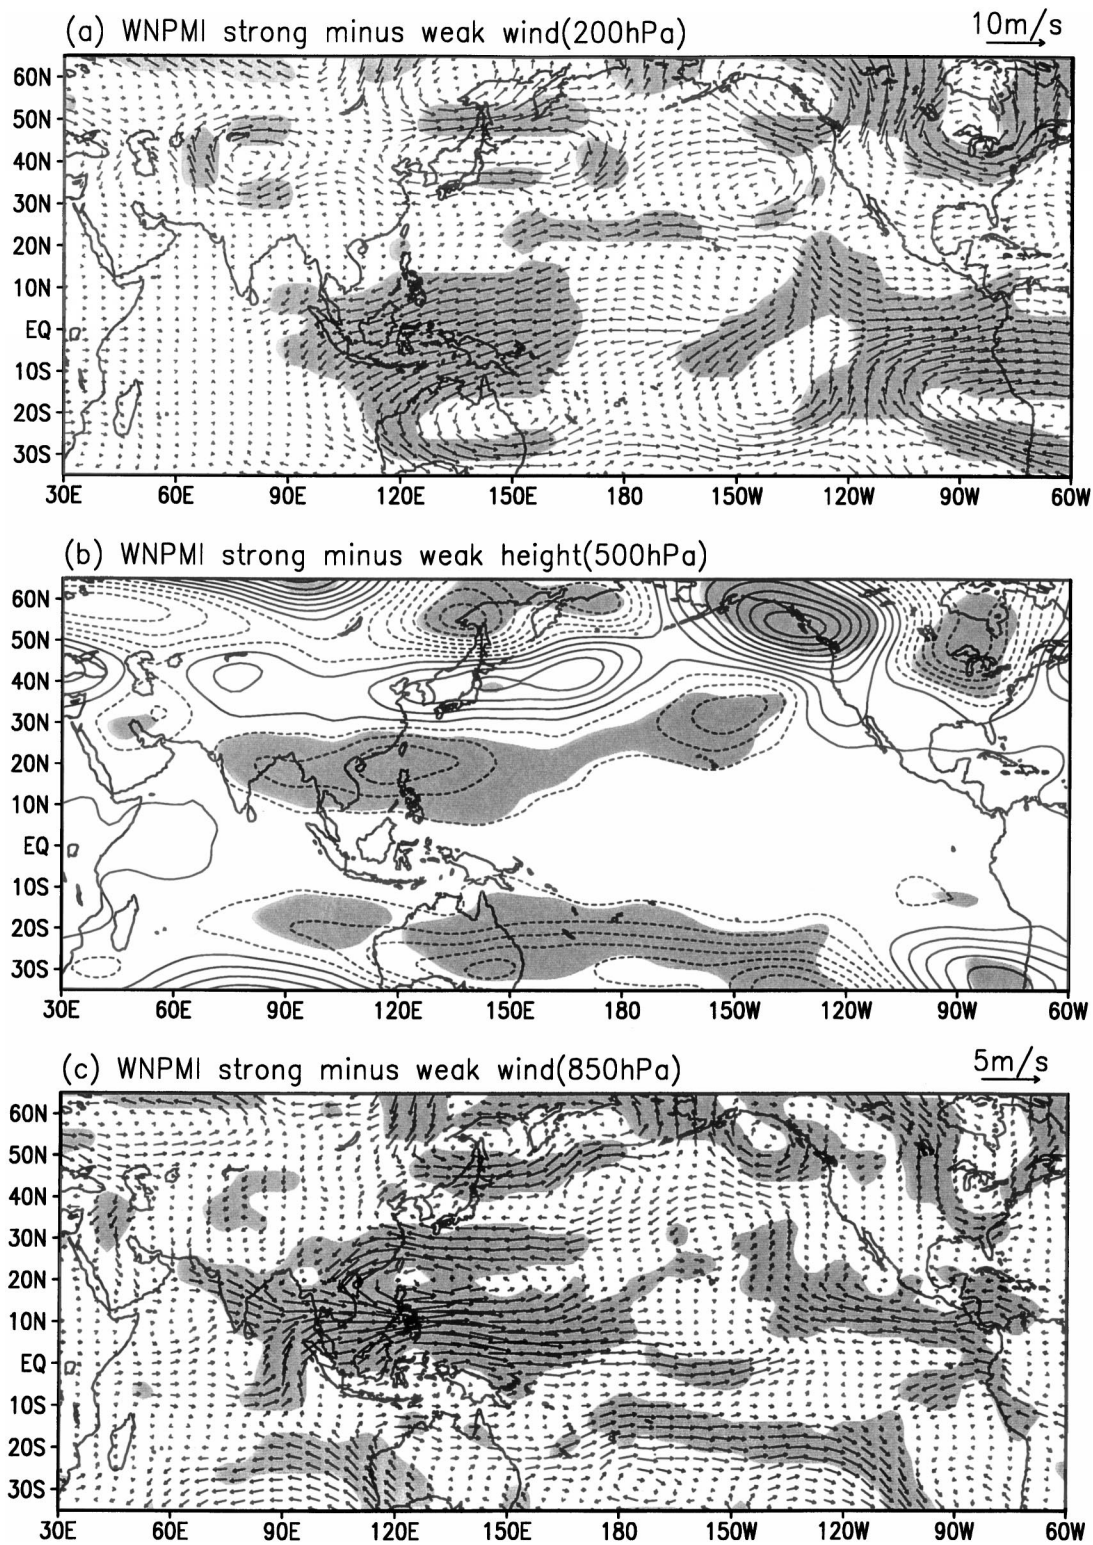 (a) WNPMI strong minus weak wind(200hPa) 10m/s
60N
50N
40N
30N
20N
10N
EQ
10S
20S
30S
30E 60E 90E 120E 150E 180 150W 120W 90W 60W
(b) WNPMI strong minus weak height(500hPa)
60N
50N
40N
30N
20N
10N
EQ
10S
20S
30S
30E 60E 90E 120E 150E 180 150W 120W 90W 60W
(c) WNPMI strong minus weak wind(850hPa) 5m/s
60N
50N
40N
30N
20N
10N
EQ
10S
20S
30S
30E 60E 90E 120E 150E 180 150W 120W 90W 60W